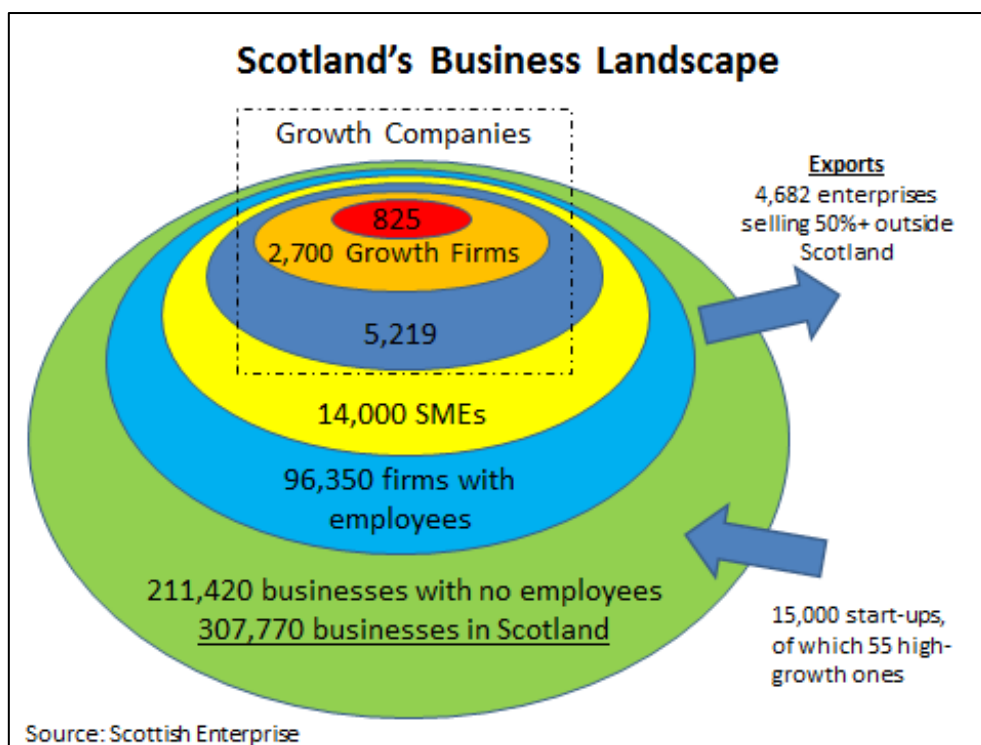 Scotland's Business Landscape
Growth Companies
825
2,700 Growth Firms
5,219
14,000 SMEs
96,350 firms with
employees
211,420 businesses with no employees
307,770 businesses in Scotland
Exports
4,682 enterprises
selling 50%+ outside
Scotland
15,000 start-ups,
of which 55 high-
growth ones
Source: Scottish Enterprise